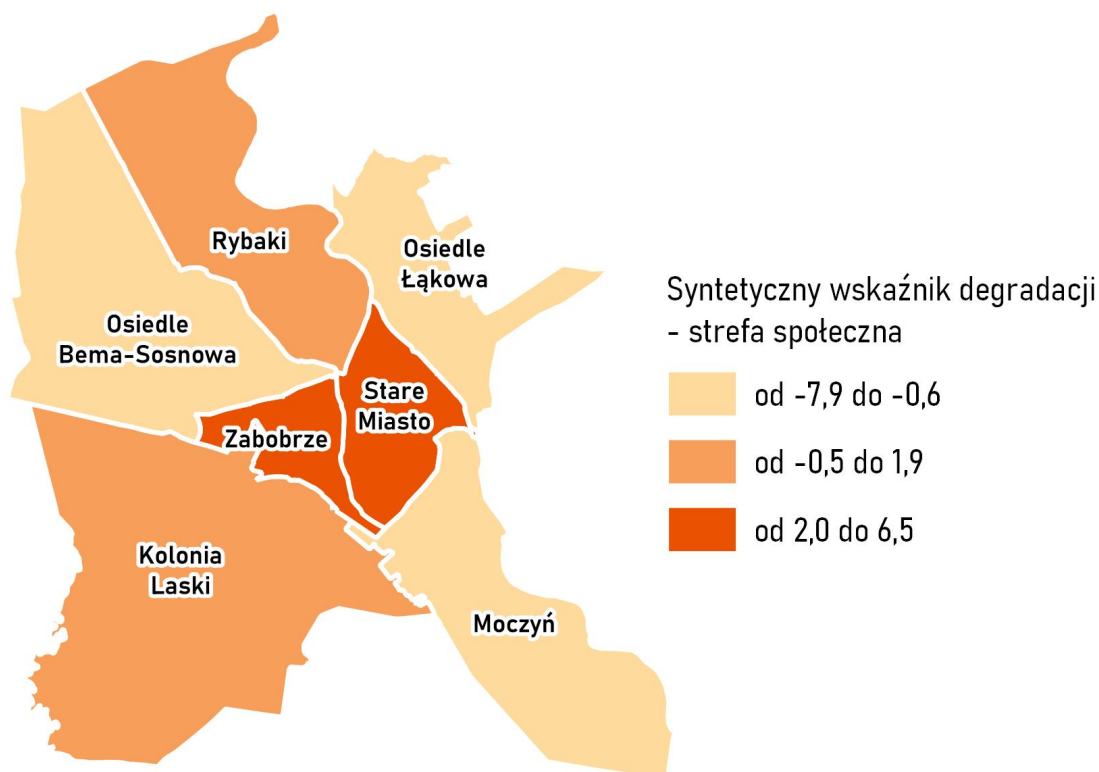 Rybaki
Osiedle
Łąkowa
Osiedle
Bema-Sosnowa
Stare
Miasto
Zabobrze
Kolonia
Laski
Moczyń
Syntetyczny wskaźnik degradacji
- strefa społeczna
od -7,9 do -0,6
od -0,5 do 1,9
od 2,0 do 6,5